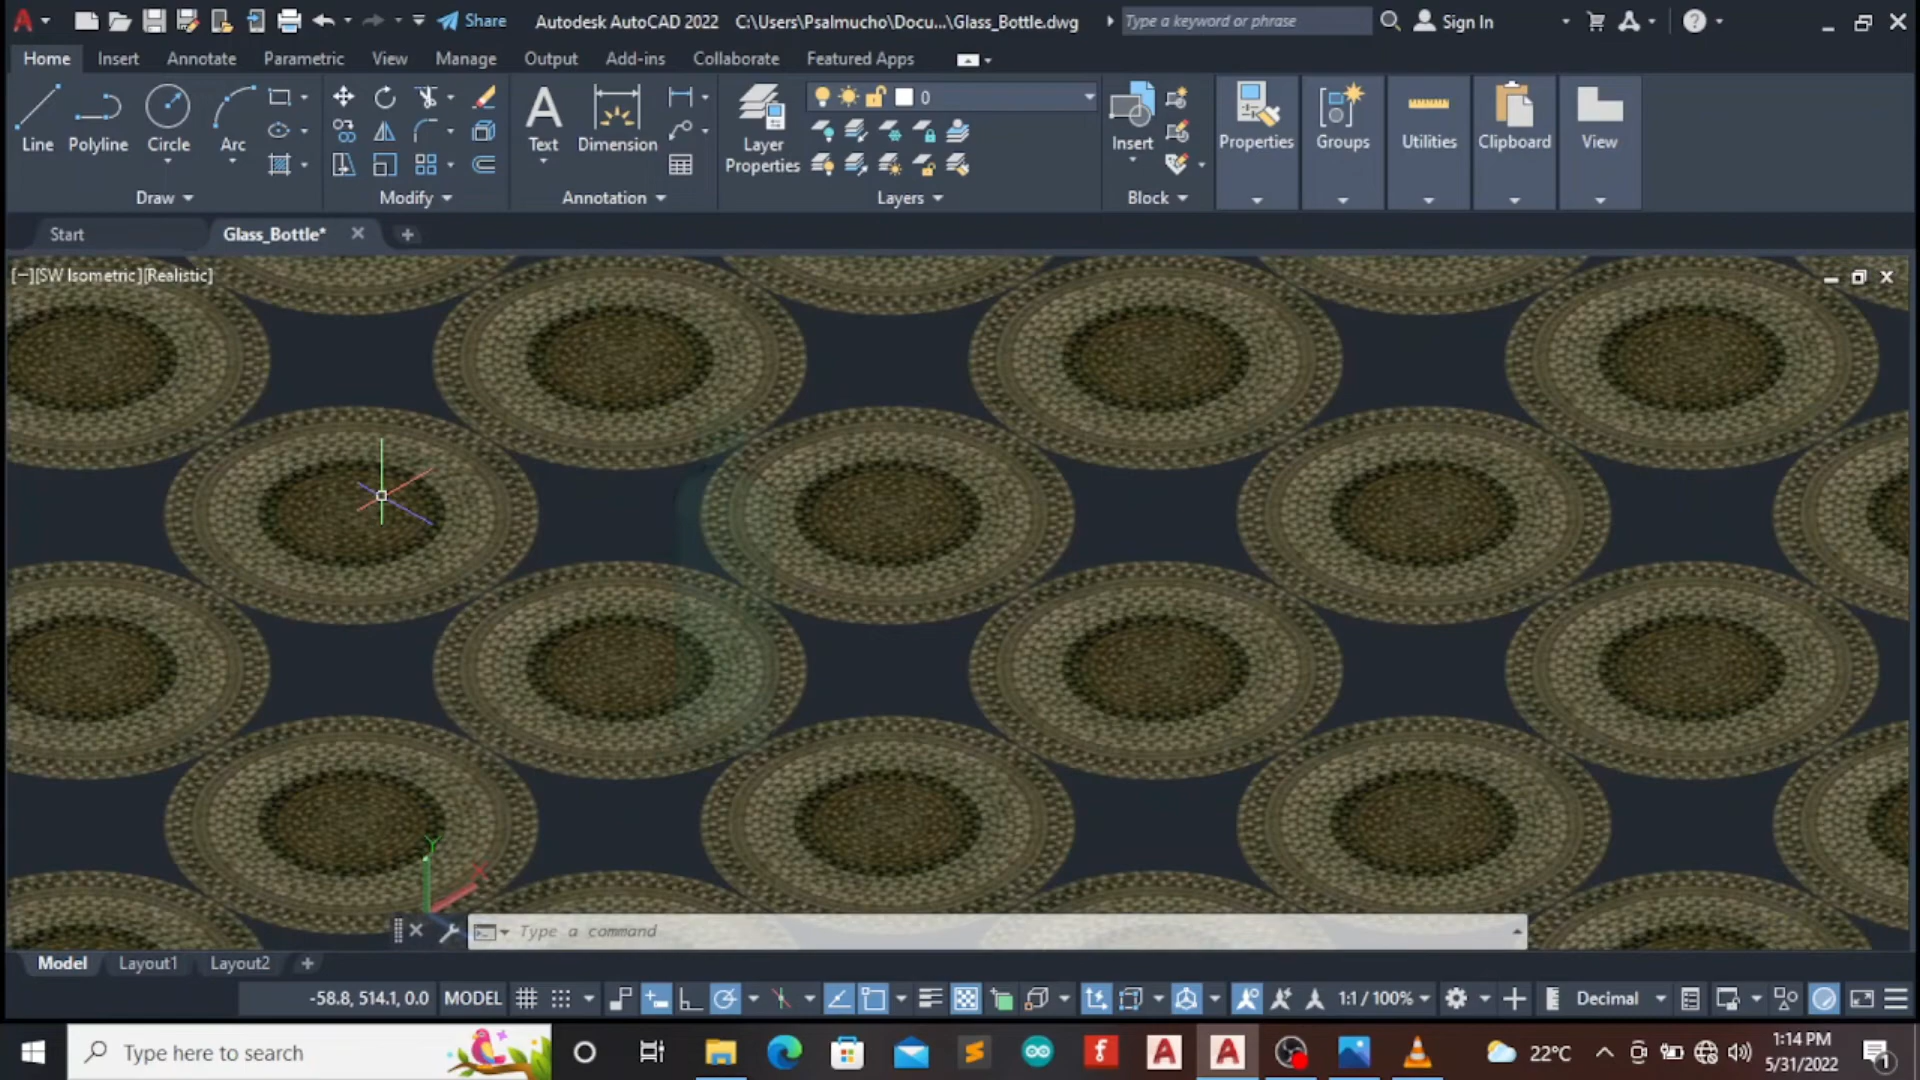 Share Autodesk AutoCAD 2022 C:\Users\Psalmucho\Docu...\Glass_Bottle.dwg Type a keyword or phrase Sign In
Home Insert Annotate Parametric View Manage Output Add-ins Collaborate Featured Apps
0
Line Polyline Circle Arc Text Dimension Layer Properties Insert Properties Groups Utilities Clipboard View
Draw Modify Annotation Layers Block
Start Glass_Bottle*
[−][SW Isometric][Realistic]
Y
X
Type a command
Model Layout1 Layout2
-58.8, 514.1, 0.0 MODEL 1:1 / 100% Decimal
Type here to search 22°C 1:14 PM
5/31/2022 1